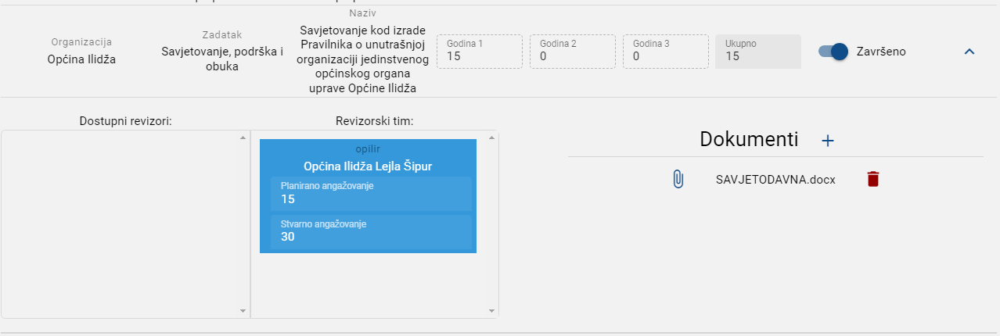 Organizacija
Općina Ilidža
Zadatak
Savjetovanje, podrška i
obuka
Naziv
Savjetovanje kod izrade
Pravilnika o unutrašnjoj
organizaciji jedinstvenog
općinskog organa
uprave Općine Ilidža
Godina 1
15
Godina 2
0
Godina 3
0
Ukupno
15
Završeno
Dostupni revizori:
Revizorski tim:
opilir
Općina Ilidža Lejla Šipur
Planirano angažovanje
15
Stvarno angažovanje
30
Dokumenti +
SAVJETODAVNA.docx